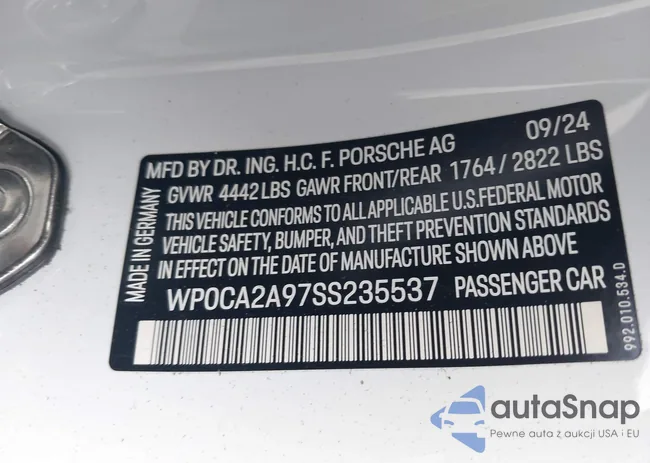 MFD BY DR. ING. H.C. F. PORSCHE AG 09/24
GVWR 4442 LBS GAWR FRONT/REAR 1764 / 2822 LBS
THIS VEHICLE CONFORMS TO ALL APPLICABLE U.S.FEDERAL MOTOR
VEHICLE SAFETY, BUMPER, AND THEFT PREVENTION STANDARDS
IN EFFECT ON THE DATE OF MANUFACTURE SHOWN ABOVE
WP0CA2A97SS235537 PASSENGER CAR
MADE IN GERMANY
992.010.534.D
autaSnap
Pewne auta z aukcji USA i EU